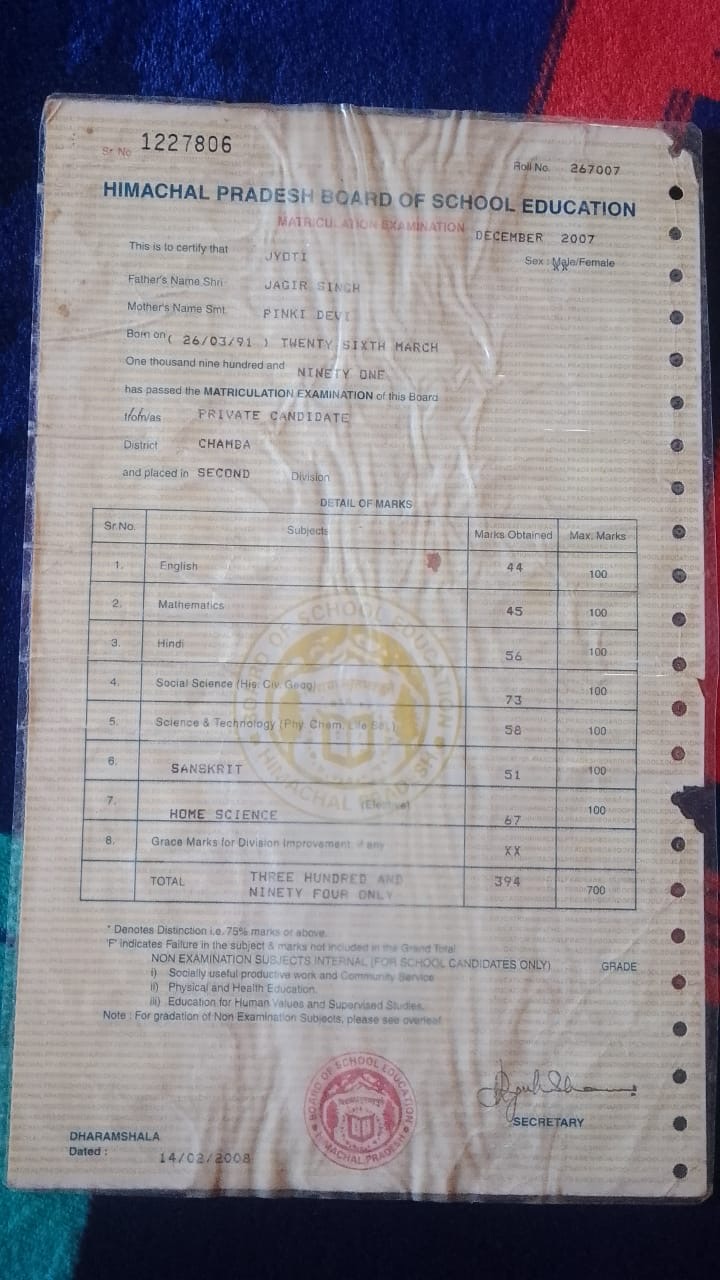 Sr. No 1227806
Roll No. 267007
HIMACHAL PRADESH BOARD OF SCHOOL EDUCATION
MATRICULATION EXAMINATION
DECEMBER 2007
This is to certify that JYOTI
Sex : Male/Female
XX
Father's Name Shri JAGIR SINGH
Mother's Name Smt. PINKI DEVI
Born on ( 26/03/91 ) TWENTY SIXTH MARCH
One thousand nine hundred and NINETY ONE
has passed the MATRICULATION EXAMINATION of this Board
f/o/n/as PRIVATE CANDIDATE
District CHAMBA
and placed in SECOND Division
DETAIL OF MARKS
Sr.No. Subjects Marks Obtained Max. Marks
1. English 44 100
2. Mathematics 45 100
3. Hindi 56 100
4. Social Science (His. Civ. Geog) 73 100
5. Science & Technology (Phy. Chem. Life Sc.) 58 100
6. SANSKRIT 51 100
7. HOME SCIENCE (Elective) 67 100
8. Grace Marks for Division Improvement, if any XX
TOTAL THREE HUNDRED AND NINETY FOUR ONLY 394 700
* Denotes Distinction i.e. 75% marks or above.
'F' indicates Failure in the subject & marks not included in the Grand Total
NON EXAMINATION SUBJECTS INTERNAL (FOR SCHOOL CANDIDATES ONLY) GRADE
i) Socially useful productive work and Community Service
ii) Physical and Health Education.
iii) Education for Human Values and Supervised Studies.
Note : For gradation of Non Examination Subjects, please see overleaf
BOARD OF SCHOOL EDUCATION
HIMACHAL PRADESH
SECRETARY
DHARAMSHALA
Dated : 14/02/2008